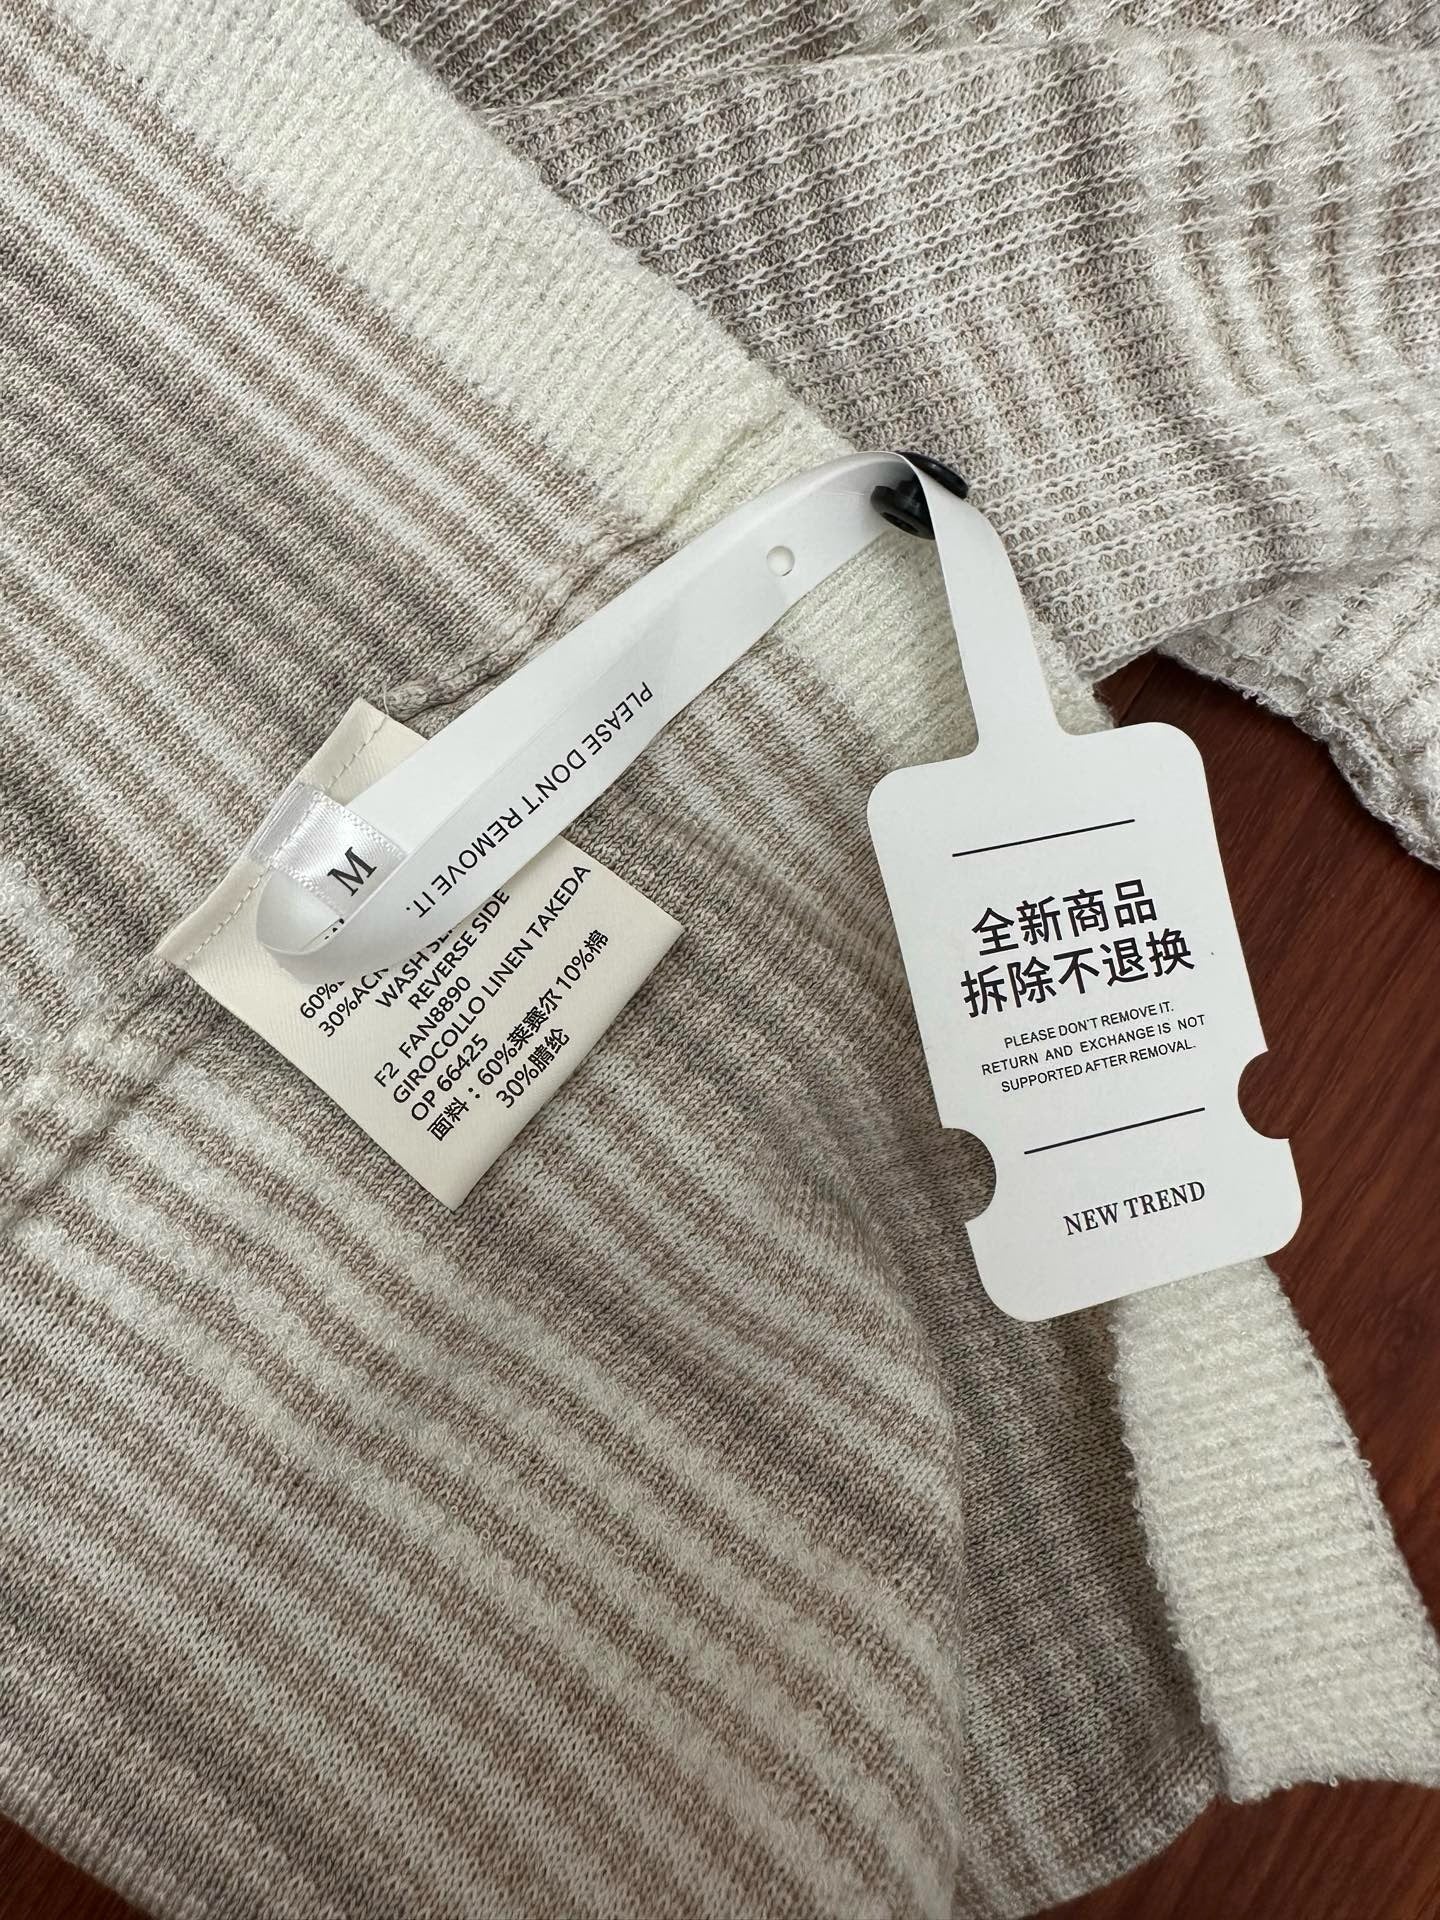 PLEASE DON'T REMOVE IT.
M
60%
30%AC
WASH
REVERSE SIDE
F2 FAN8890
GIROCOLLO LINEN TAKEDA
OP 66425
面料：60%莱赛尔 10%棉
30%腈纶
全新商品
拆除不退换
PLEASE DON'T REMOVE IT.
RETURN AND EXCHANGE IS NOT
SUPPORTED AFTER REMOVAL.
NEW TREND